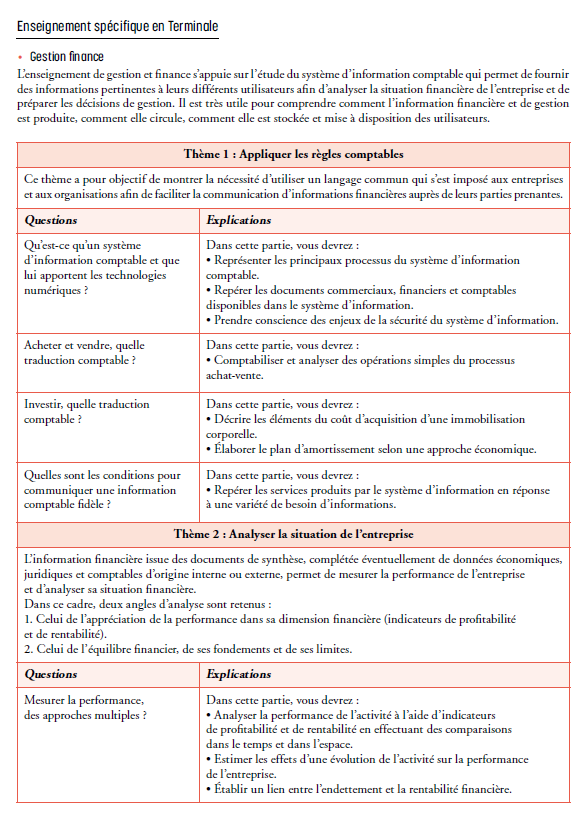 Enseignement spécifique en Terminale
• Gestion finance
L'enseignement de gestion et finance s'appuie sur l'étude du système d'information comptable qui permet de fournir
des informations pertinentes à leurs différents utilisateurs afin d'analyser la situation financière de l'entreprise et de
préparer les décisions de gestion. Il est très utile pour comprendre comment l'information financière et de gestion
est produite, comment elle circule, comment elle est stockée et mise à disposition des utilisateurs.
Thème 1 : Appliquer les règles comptables
Ce thème a pour objectif de montrer la nécessité d'utiliser un langage commun qui s'est imposé aux entreprises
et aux organisations afin de faciliter la communication d'informations financières auprès de leurs parties prenantes.
Questions
Explications
Qu'est-ce qu'un système
d'information comptable et que
lui apportent les technologies
numériques ?
Dans cette partie, vous devrez :
• Représenter les principaux processus du système d'information
comptable.
• Repérer les documents commerciaux, financiers et comptables
disponibles dans le système d'information.
• Prendre conscience des enjeux de la sécurité du système d'information.
Acheter et vendre, quelle
traduction comptable ?
Dans cette partie, vous devrez :
• Comptabiliser et analyser des opérations simples du processus
achat-vente.
Investir, quelle traduction
comptable ?
Dans cette partie, vous devrez :
• Décrire les éléments du coût d'acquisition d'une immobilisation
corporelle.
• Élaborer le plan d'amortissement selon une approche économique.
Quelles sont les conditions pour
communiquer une information
comptable fidèle ?
Dans cette partie, vous devrez :
• Repérer les services produits par le système d'information en réponse
à une variété de besoin d'informations.
Thème 2 : Analyser la situation de l'entreprise
L'information financière issue des documents de synthèse, complétée éventuellement de données économiques,
juridiques et comptables d'origine interne ou externe, permet de mesurer la performance de l'entreprise
et d'analyser sa situation financière.
Dans ce cadre, deux angles d'analyse sont retenus :
1. Celui de l'appréciation de la performance dans sa dimension financière (indicateurs de profitabilité
et de rentabilité).
2. Celui de l'équilibre financier, de ses fondements et de ses limites.
Questions
Explications
Mesurer la performance,
des approches multiples ?
Dans cette partie, vous devrez :
• Analyser la performance de l'activité à l'aide d'indicateurs
de profitabilité et de rentabilité en effectuant des comparaisons
dans le temps et dans l'espace.
• Estimer les effets d'une évolution de l'activité sur la performance
de l'entreprise.
• Établir un lien entre l'endettement et la rentabilité financière.